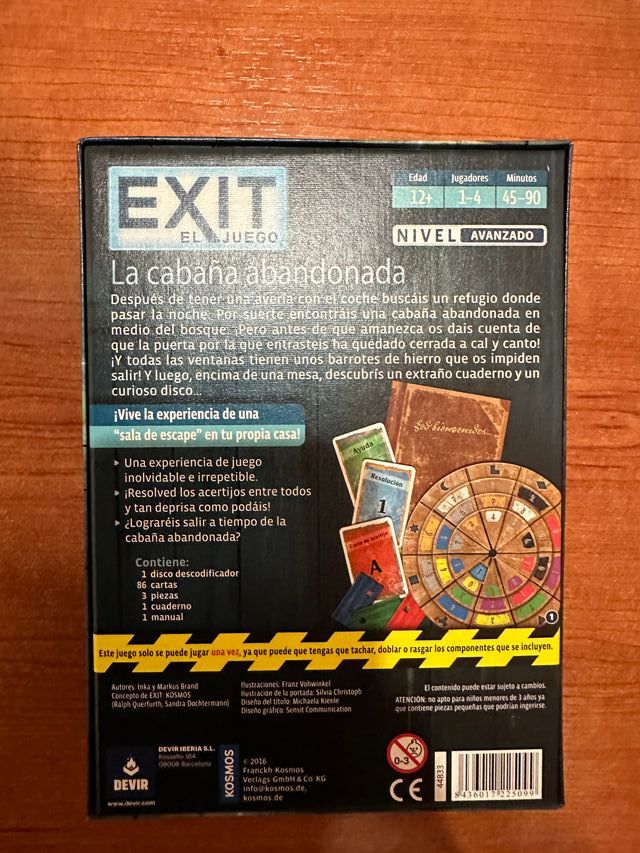 EXIT
EL JUEGO
Edad Jugadores Minutos
12+ 1-4 45-90
NIVEL AVANZADO
La cabaña abandonada
Después de tener una avería con el coche buscáis un refugio donde
pasar la noche. Por suerte encontráis una cabaña abandonada en
medio del bosque. ¡Pero antes de que amanezca os dais cuenta de
que la puerta por la que entrasteis ha quedado cerrada a cal y canto!
¡Y todas las ventanas tienen unos barrotes de hierro que os impiden
salir! Y luego, encima de una mesa, descubrís un extraño cuaderno y un
curioso disco...
¡Vive la experiencia de una
“sala de escape” en tu propia casa!
Una experiencia de juego
inolvidable e irrepetible.
¡Resolved los acertijos entre todos
y tan deprisa como podáis!
¿Lograréis salir a tiempo de la
cabaña abandonada?
Contiene:
1 disco descodificador
86 cartas
3 piezas
1 cuaderno
1 manual
Ayuda
Resolución
1
Carta de acertijo
A
1
Este juego solo se puede jugar una vez, ya que puede que tengas que tachar, doblar o rasgar los componentes que se incluyen.
Autores: Inka y Markus Brand
Concepto de EXIT KOSMOS
(Ralph Querfurth, Sandra Dochtermann)
Ilustraciones: Franz Vohwinkel
Ilustración de la portada: Silvia Christoph
Diseño del título: Michaela Kienle
Diseño gráfico: Sensit Communication
El contenido puede estar sujeto a cambios.
ATENCIÓN: no apto para niños menores de 3 años ya
que contiene piezas pequeñas que podrían ingerirse.
DEVIR
www.devir.com
DEVIR IBERIA S.L.
Rosselló 184
08008 Barcelona
KOSMOS
© 2016
Franckh-Kosmos
Verlags-GmbH & Co. KG
info@kosmos.de,
kosmos.de
0-3
CE
44833
8 436017 225099